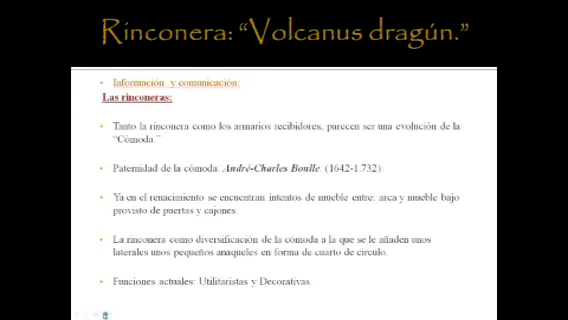 Rinconera: “Volcanus dragún.”
Información y comunicación:
Las rinconeras:
Tanto la rinconera como los armarios recibidores, parecen ser una evolución de la
“Cómoda.”
Paternidad de la cómoda. André-Charles Boulle. (1642-1.732).
Ya en el renacimiento se encuentran intentos de mueble entre: arca y mueble bajo
provisto de puertas y cajones.
La rinconera como diversificación de la cómoda a la que se le añaden unos
laterales unos pequeños anaqueles en forma de cuarto de circulo.
Funciones actuales: Utilitaristas y Decorativas.